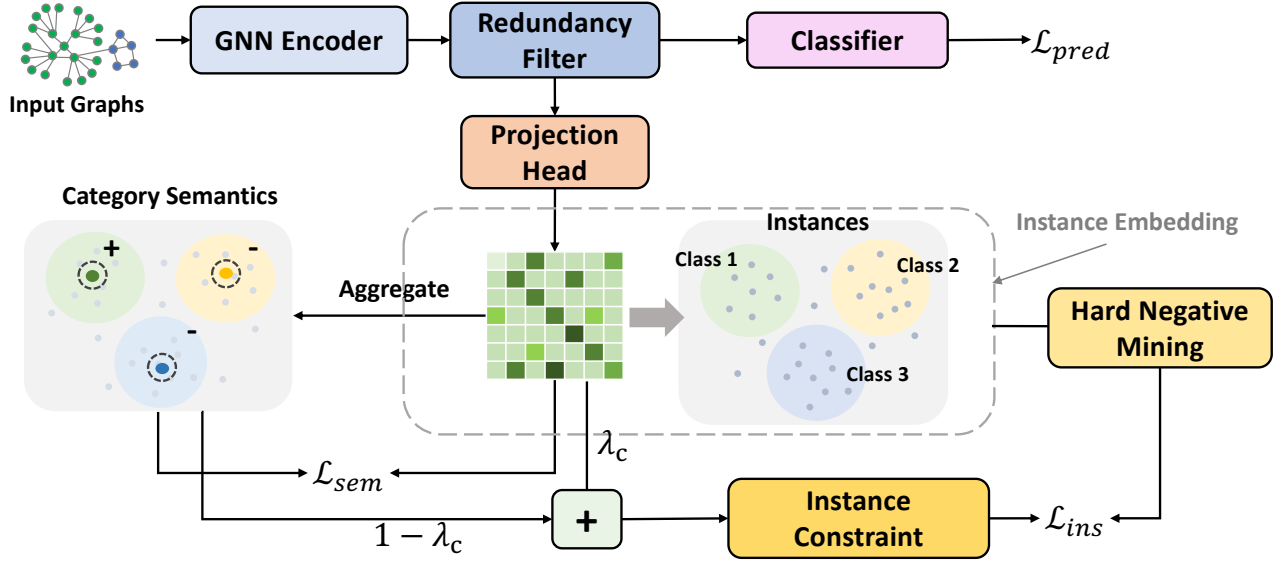 GNN Encoder
Redundancy
Filter
Classifier
ℒ_pred
Input Graphs
Projection
Head
Category Semantics
Instances
Instance Embedding
+
-
-
Class 1
Class 2
Class 3
Aggregate
Hard Negative
Mining
λ_c
ℒ_sem
+
1 − λ_c
Instance
Constraint
ℒ_ins